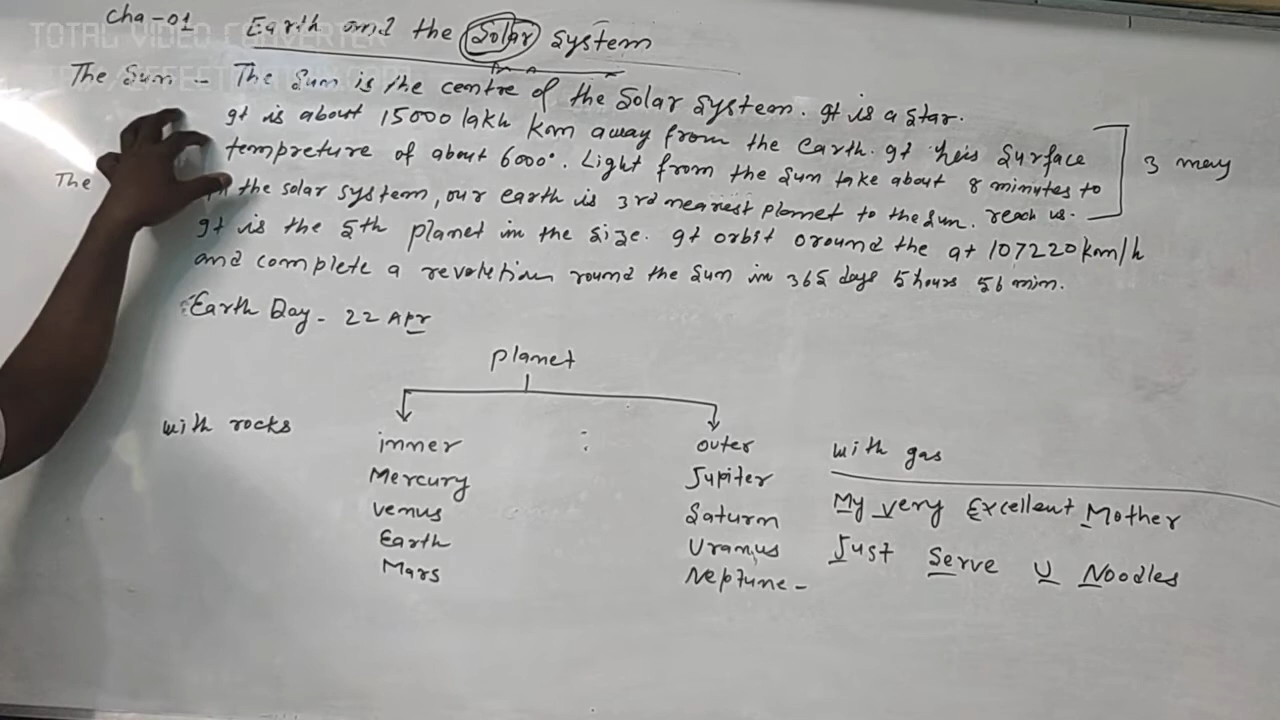 TOTAL VIDEO CONVERTER
Cha-01 Earth and the Solar System
The Sun - The Sun is the centre of the Solar System. It is a star.
It is about 15000 lakh km away from the Earth. It Surface
tempreture of about 6000°. Light from the Sun take about 8 minutes to
reach us.
3 may
The the solar system, our earth is 3rd nearest planet to the Sun.
It is the 5th planet in the size. It orbit oround the at 107220 km/h
and complete a revolution round the Sun in 365 days 5 hours 56 min.
Earth Day - 22 Apr
planet
with rocks
inner
Mercury
Venus
Earth
Mars
outer
Jupiter
Saturn
Uranus
Neptune -
with gas
My Very Excellent Mother
Just Serve U Noodles